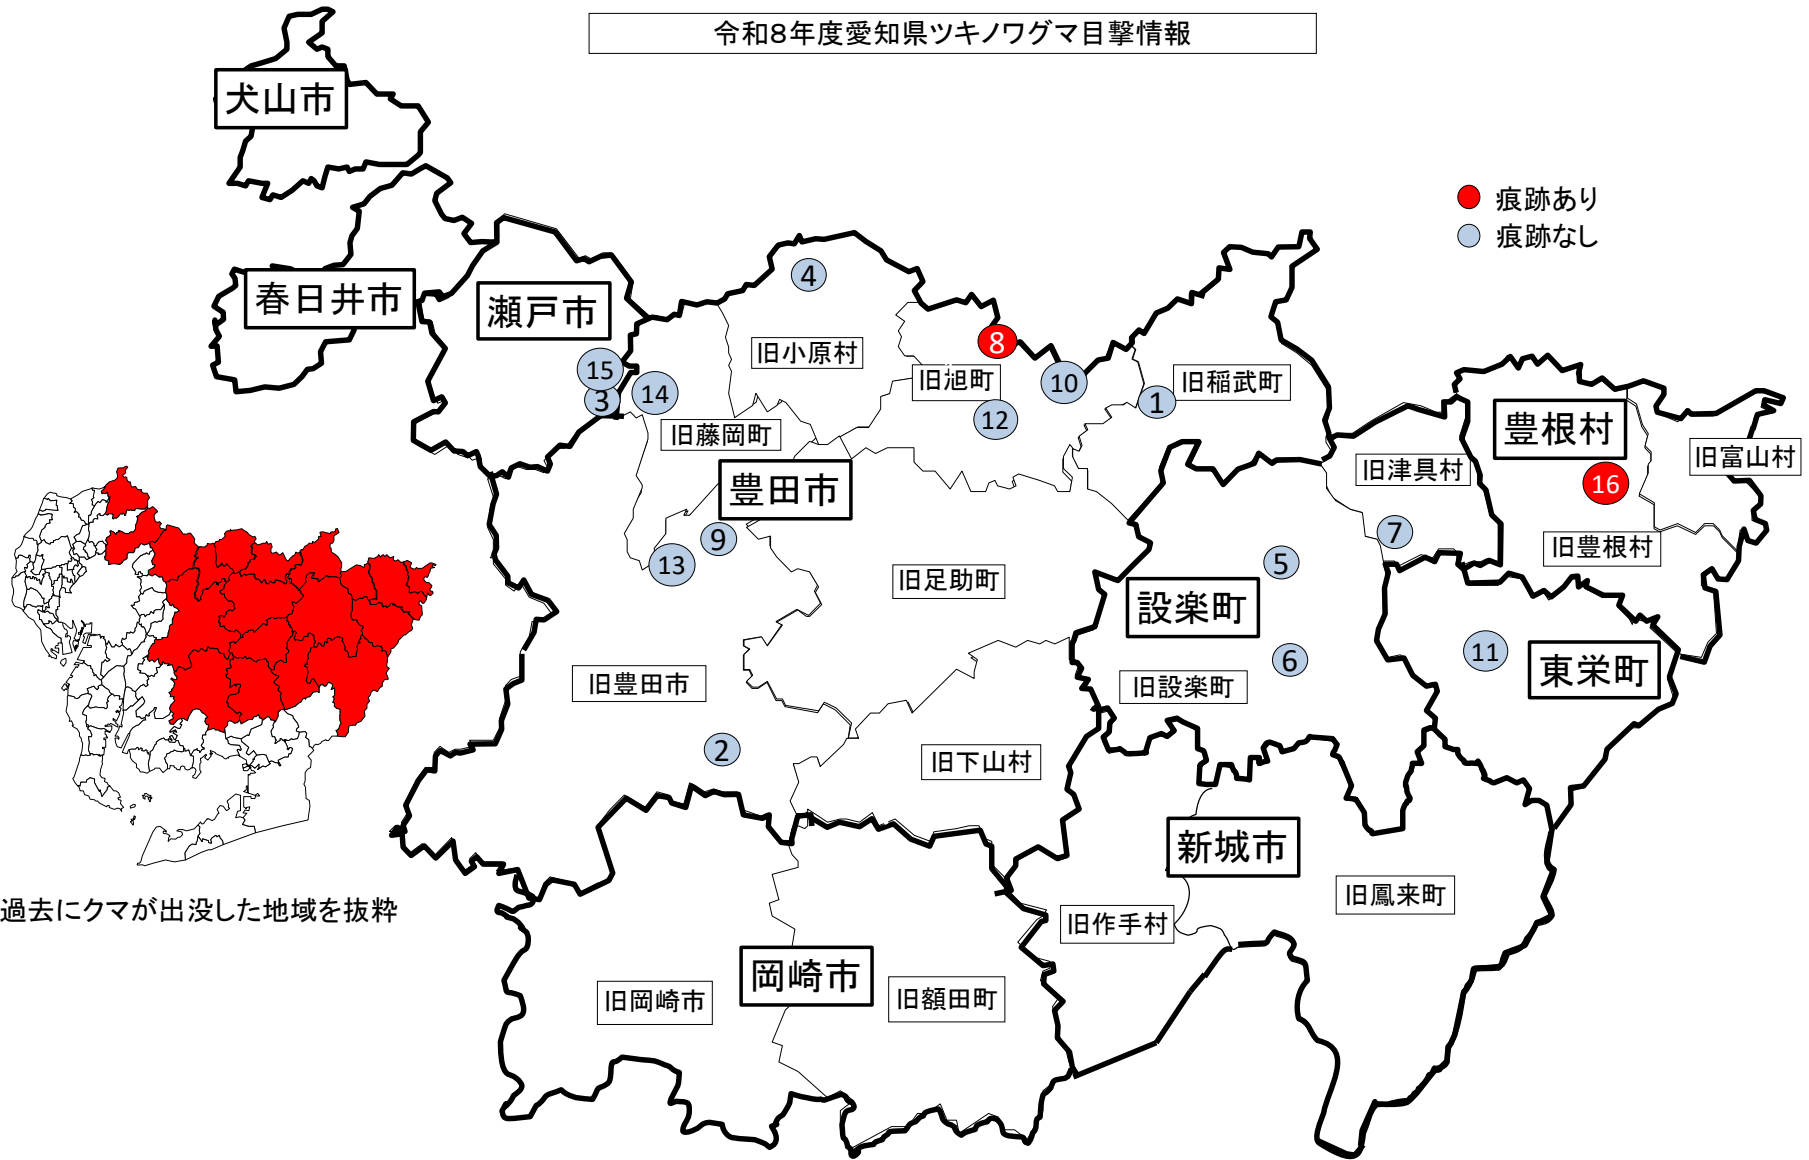 令和8年度愛知県ツキノワグマ目撃情報
犬山市
痕跡あり
痕跡なし
春日井市
瀬戸市
4
旧小原村
8
旧旭町
10
12
1
旧稲武町
15
3
14
旧藤岡町
豊田市
豊根村
旧富山村
旧津具村
16
7
旧豊根村
9
13
旧足助町
5
設楽町
6
旧設楽町
11
東栄町
旧豊田市
2
旧下山村
新城市
旧鳳来町
旧作手村
過去にクマが出没した地域を抜粋
岡崎市
旧岡崎市
旧額田町